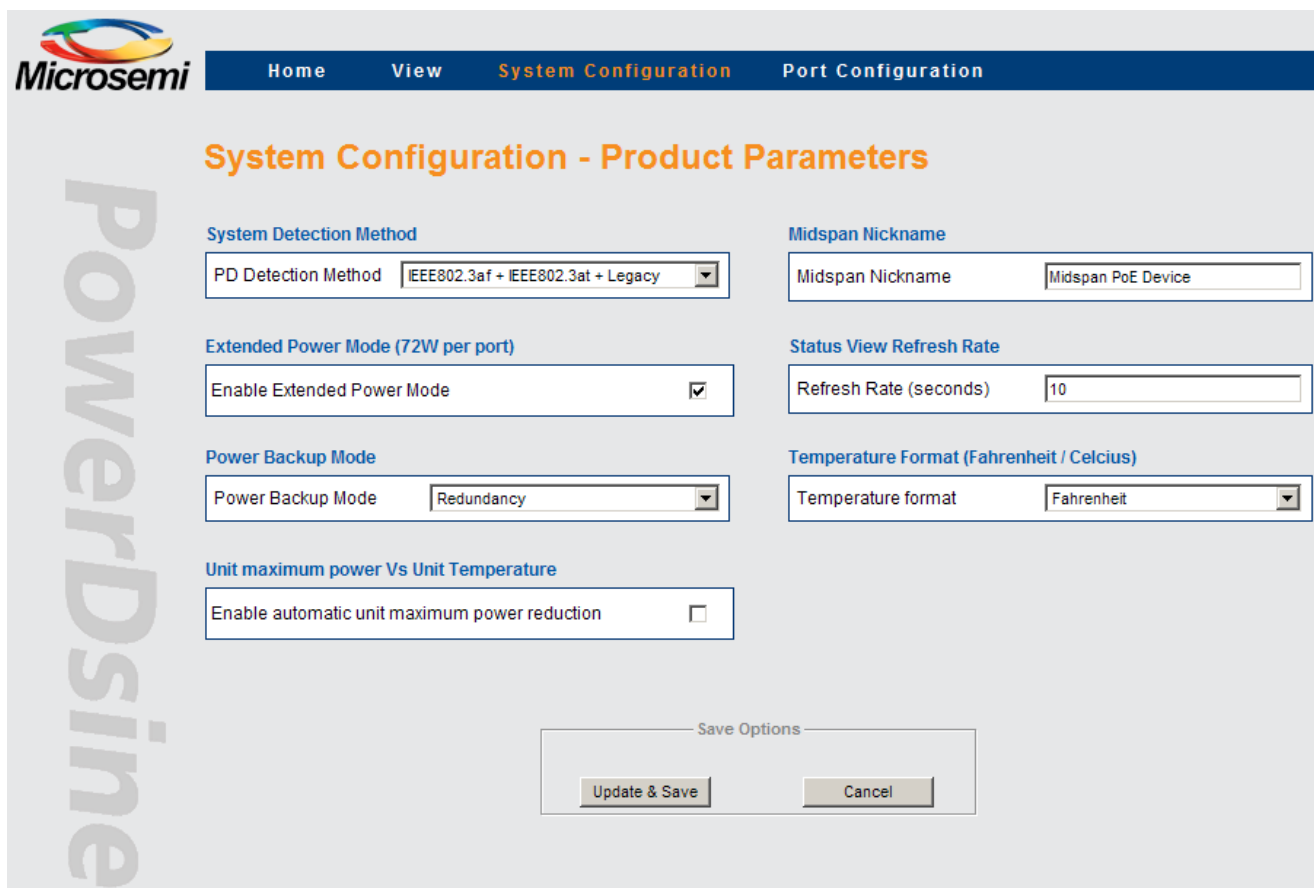 Microsemi
Home View System Configuration Port Configuration
PowerDsine
System Configuration - Product Parameters
System Detection Method
PD Detection Method IEEE802.3af + IEEE802.3at + Legacy
Midspan Nickname
Midspan Nickname Midspan PoE Device
Extended Power Mode (72W per port)
Enable Extended Power Mode
Status View Refresh Rate
Refresh Rate (seconds) 10
Power Backup Mode
Power Backup Mode Redundancy
Temperature Format (Fahrenheit / Celcius)
Temperature format Fahrenheit
Unit maximum power Vs Unit Temperature
Enable automatic unit maximum power reduction
Save Options
Update & Save Cancel